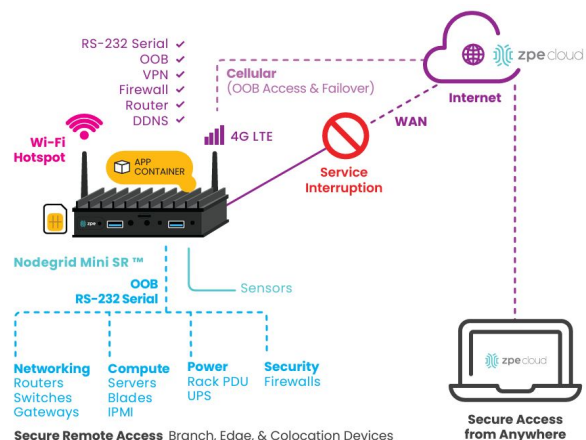 RS-232 Serial ✓
OOB ✓
VPN ✓
Firewall ✓
Router ✓
DDNS ✓
Cellular
(OOB Access & Failover)
zpe cloud
Internet
WAN
Wi-Fi
Hotspot
4G LTE
APP
CONTAINER
Service
Interruption
zpe
Nodegrid Mini SR ™
OOB
RS-232 Serial
Sensors
Networking
Routers
Switches
Gateways
Compute
Servers
Blades
IPMI
Power
Rack PDU
UPS
Security
Firewalls
zpe cloud
Secure Access
from Anywhere
Secure Remote Access Branch, Edge, & Colocation Devices